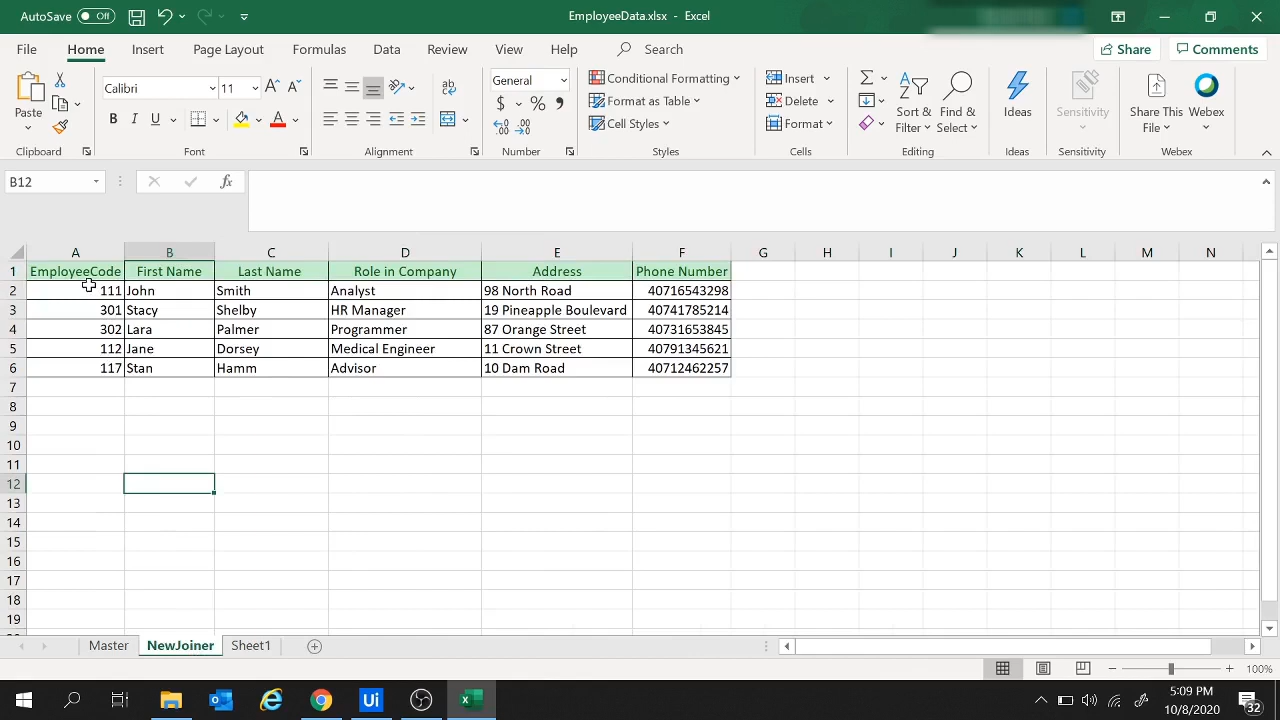 AutoSave Off EmployeeData.xlsx - Excel
File Home Insert Page Layout Formulas Data Review View Help Search Share Comments
Paste
Calibri 11
B I U
A A
General
$ % ,
Conditional Formatting
Format as Table
Cell Styles
Insert
Delete
Format
Sort & Filter
Find & Select
Ideas
Sensitivity
Share This File
Webex
Clipboard Font Alignment Number Styles Cells Editing Ideas Sensitivity Webex
B12 fx
A B C D E F G H I J K L M N
1 EmployeeCode First Name Last Name Role in Company Address Phone Number
2 111 John Smith Analyst 98 North Road 40716543298
3 301 Stacy Shelby HR Manager 19 Pineapple Boulevard 40741785214
4 302 Lara Palmer Programmer 87 Orange Street 40731653845
5 112 Jane Dorsey Medical Engineer 11 Crown Street 40791345621
6 117 Stan Hamm Advisor 10 Dam Road 40712462257
7
8
9
10
11
12
13
14
15
16
17
18
19
Master NewJoiner Sheet1
100%
Ui
5:09 PM
10/8/2020
32